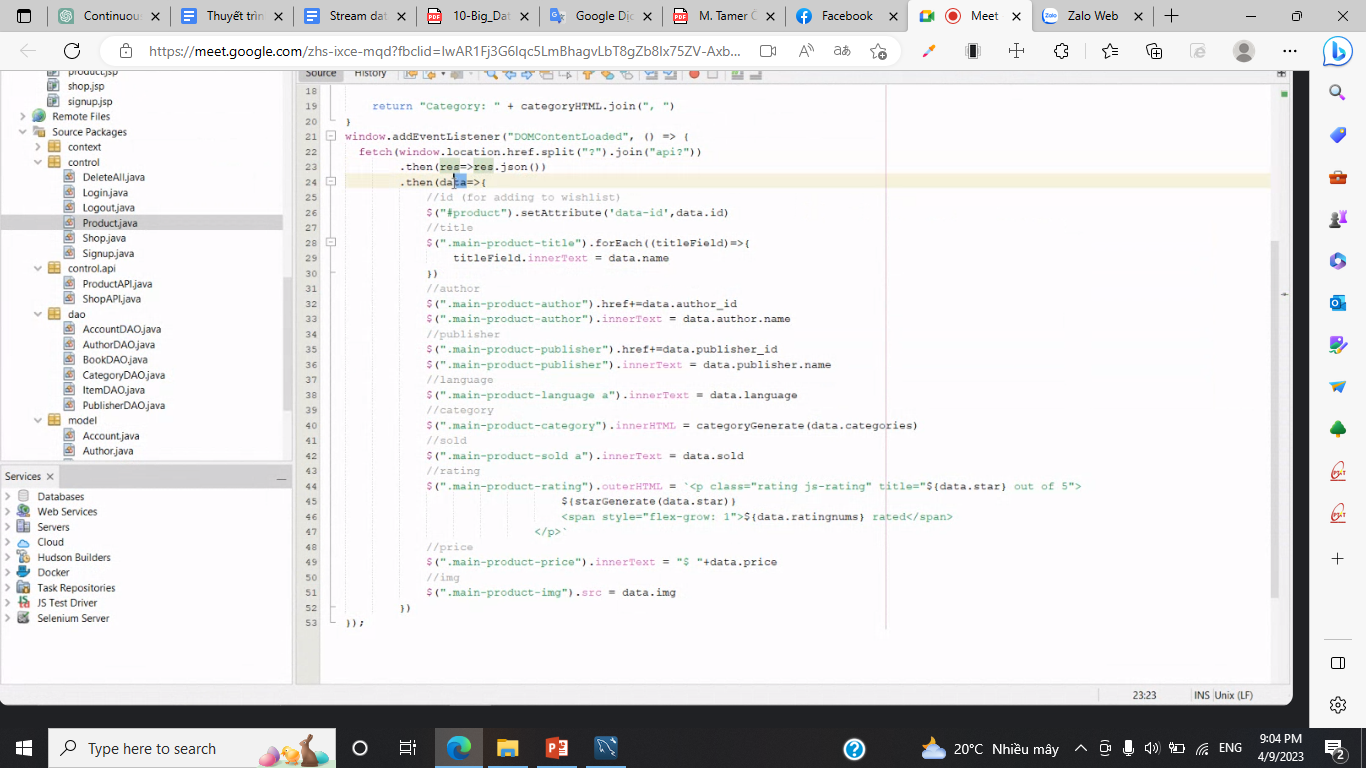 Continuous
Thuyết trìn
Stream dat
10-Big_Dat
Google Dic
M. Tamer O
Facebook
Meet
Zalo Web
https://meet.google.com/zhs-ixce-mqd?fbclid=IwAR1Fj3G6lqc5LmBhagvLbT8gZb8Ix75ZV-Axb...
product.jsp
shop.jsp
signup.jsp
Remote Files
Source Packages
context
control
DeleteAll.java
Login.java
Logout.java
Product.java
Shop.java
Signup.java
control.api
ProductAPI.java
ShopAPI.java
dao
AccountDAO.java
AuthorDAO.java
BookDAO.java
CategoryDAO.java
ItemDAO.java
PublisherDAO.java
model
Account.java
Author.java
Services
Databases
Web Services
Servers
Cloud
Hudson Builders
Docker
Task Repositories
JS Test Driver
Selenium Server
Source History
18
19 return "Category: " + categoryHTML.join(", ")
20 }
21 window.addEventListener("DOMContentLoaded", () => {
22 fetch(window.location.href.split("?").join("api?"))
23 .then(res=>res.json())
24 .then(data=>{
25 //id (for adding to wishlist)
26 $("#product").setAttribute('data-id',data.id)
27 //title
28 $(".main-product-title").forEach((titleField)=>{
29 titleField.innerText = data.name
30 })
31 //author
32 $(".main-product-author").href+=data.author_id
33 $(".main-product-author").innerText = data.author.name
34 //publisher
35 $(".main-product-publisher").href+=data.publisher_id
36 $(".main-product-publisher").innerText = data.publisher.name
37 //language
38 $(".main-product-language a").innerText = data.language
39 //category
40 $(".main-product-category").innerHTML = categoryGenerate(data.categories)
41 //sold
42 $(".main-product-sold a").innerText = data.sold
43 //rating
44 $(".main-product-rating").outerHTML = `<p class="rating js-rating" title="${data.star} out of 5">
45 ${starGenerate(data.star)}
46 <span style="flex-grow: 1">${data.ratingnums} rated</span>
47 </p>`
48 //price
49 $(".main-product-price").innerText = "$ "+data.price
50 //img
51 $(".main-product-img").src = data.img
52 })
53 });
23:23 INS Unix (LF)
Type here to search
20°C Nhiều mây
ENG
9:04 PM
4/9/2023
2